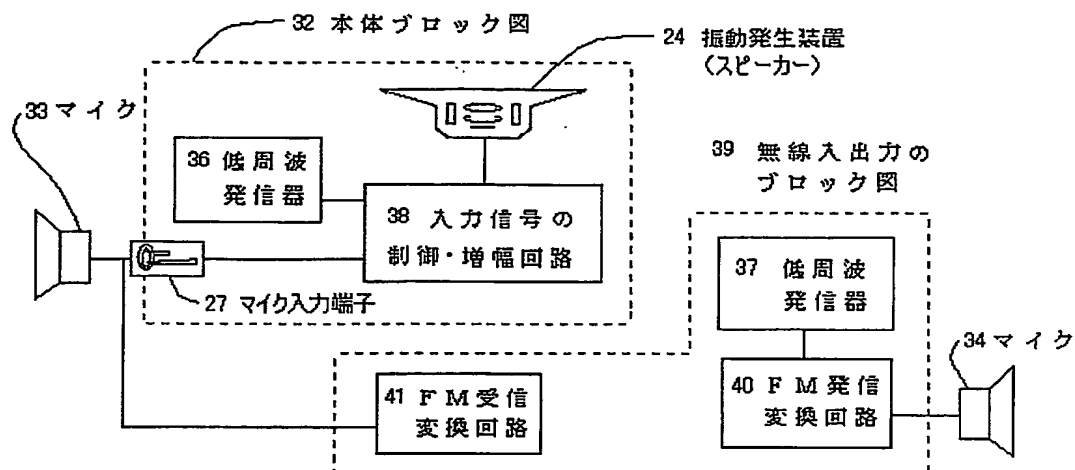 32 本体ブロック図
24 振動発生装置
(スピーカー)
33 マイク
36 低周波
発信器
38 入力信号の
制御・増幅回路
27 マイク入力端子
39 無線入出力の
ブロック図
37 低周波
発信器
34 マイク
40 FM発信
変換回路
41 FM受信
変換回路